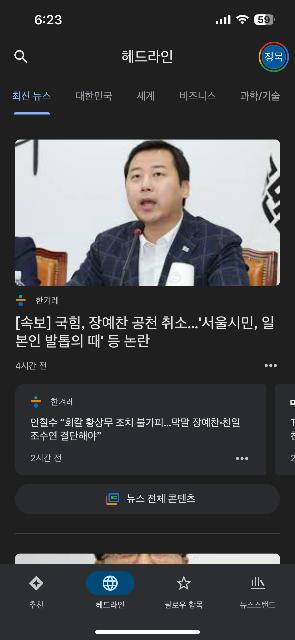 6:23
59
헤드라인
정묵
최신 뉴스
대한민국
세계
비즈니스
과학/기술
한겨레
[속보] 국힘, 장예찬 공천 취소...'서울시민, 일
본인 발톱의 때' 등 논란
4시간 전
한겨레
안철수 “회칼 황상무 조치 불가피...막말 장예찬·친일
조수연 결단해야”
2시간 전
뉴스 전체 콘텐츠
추천
헤드라인
팔로우 항목
뉴스스탠드